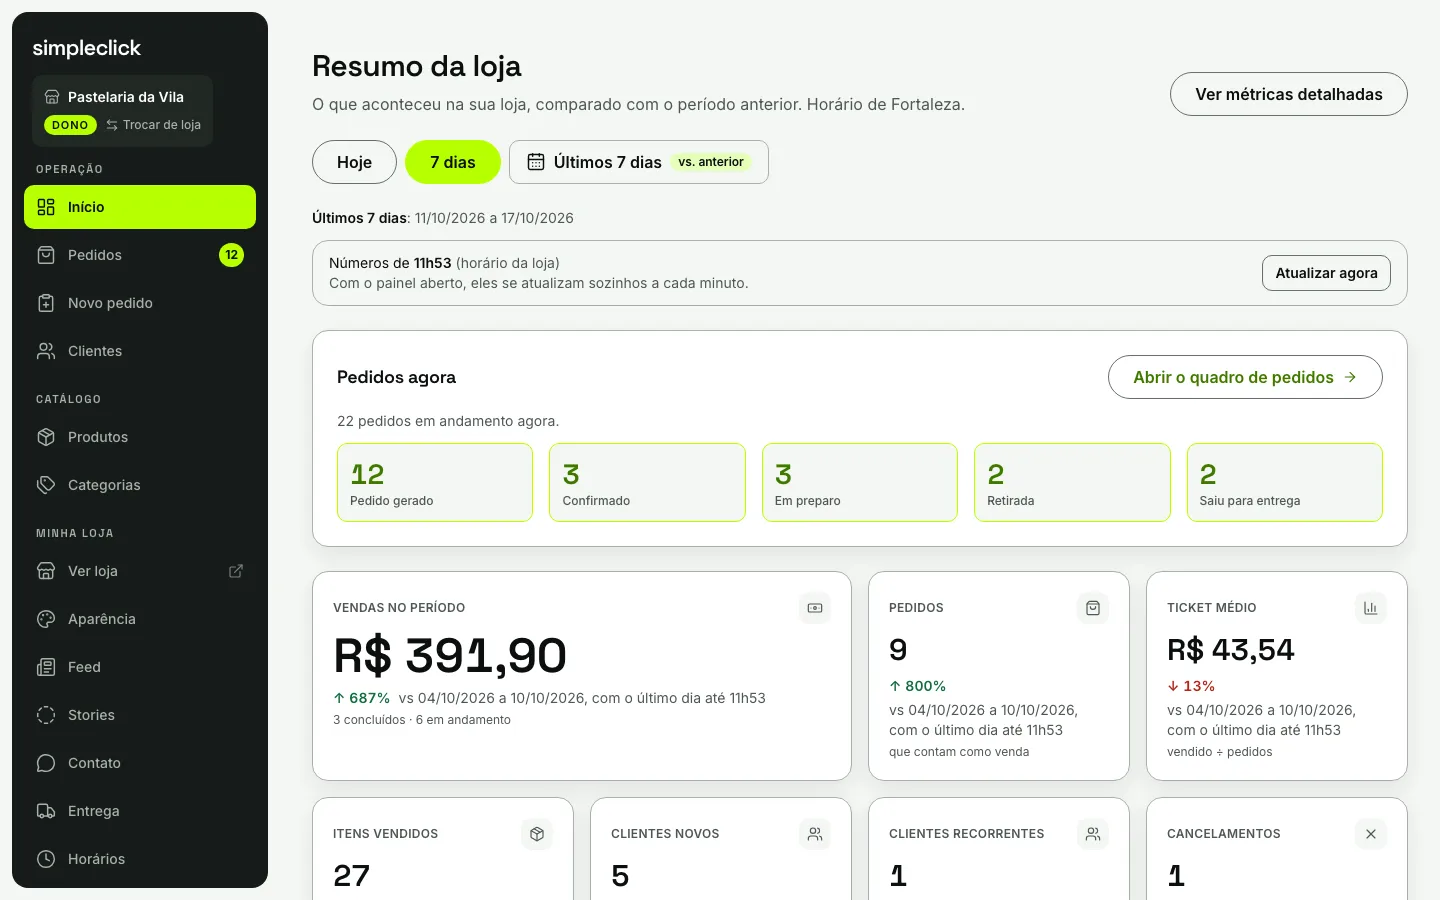 simpleclick
Pastelaria da Vila
DONO Trocar de loja
OPERAÇÃO
Início
Pedidos 12
Novo pedido
Clientes
CATÁLOGO
Produtos
Categorias
MINHA LOJA
Ver loja
Aparência
Feed
Stories
Contato
Entrega
Horários
Resumo da loja
O que aconteceu na sua loja, comparado com o período anterior. Horário de Fortaleza.
Ver métricas detalhadas
Hoje
7 dias
Últimos 7 dias vs. anterior
Últimos 7 dias: 11/10/2026 a 17/10/2026
Números de 11h53 (horário da loja)
Com o painel aberto, eles se atualizam sozinhos a cada minuto.
Atualizar agora
Pedidos agora
Abrir o quadro de pedidos →
22 pedidos em andamento agora.
12
Pedido gerado
3
Confirmado
3
Em preparo
2
Retirada
2
Saiu para entrega
VENDAS NO PERÍODO
R$ 391,90
↑ 687% vs 04/10/2026 a 10/10/2026, com o último dia até 11h53
3 concluídos · 6 em andamento
PEDIDOS
9
↑ 800%
vs 04/10/2026 a 10/10/2026,
com o último dia até 11h53
que contam como venda
TICKET MÉDIO
R$ 43,54
↓ 13%
vs 04/10/2026 a 10/10/2026,
com o último dia até 11h53
vendido ÷ pedidos
ITENS VENDIDOS
27
CLIENTES NOVOS
5
CLIENTES RECORRENTES
1
CANCELAMENTOS
1